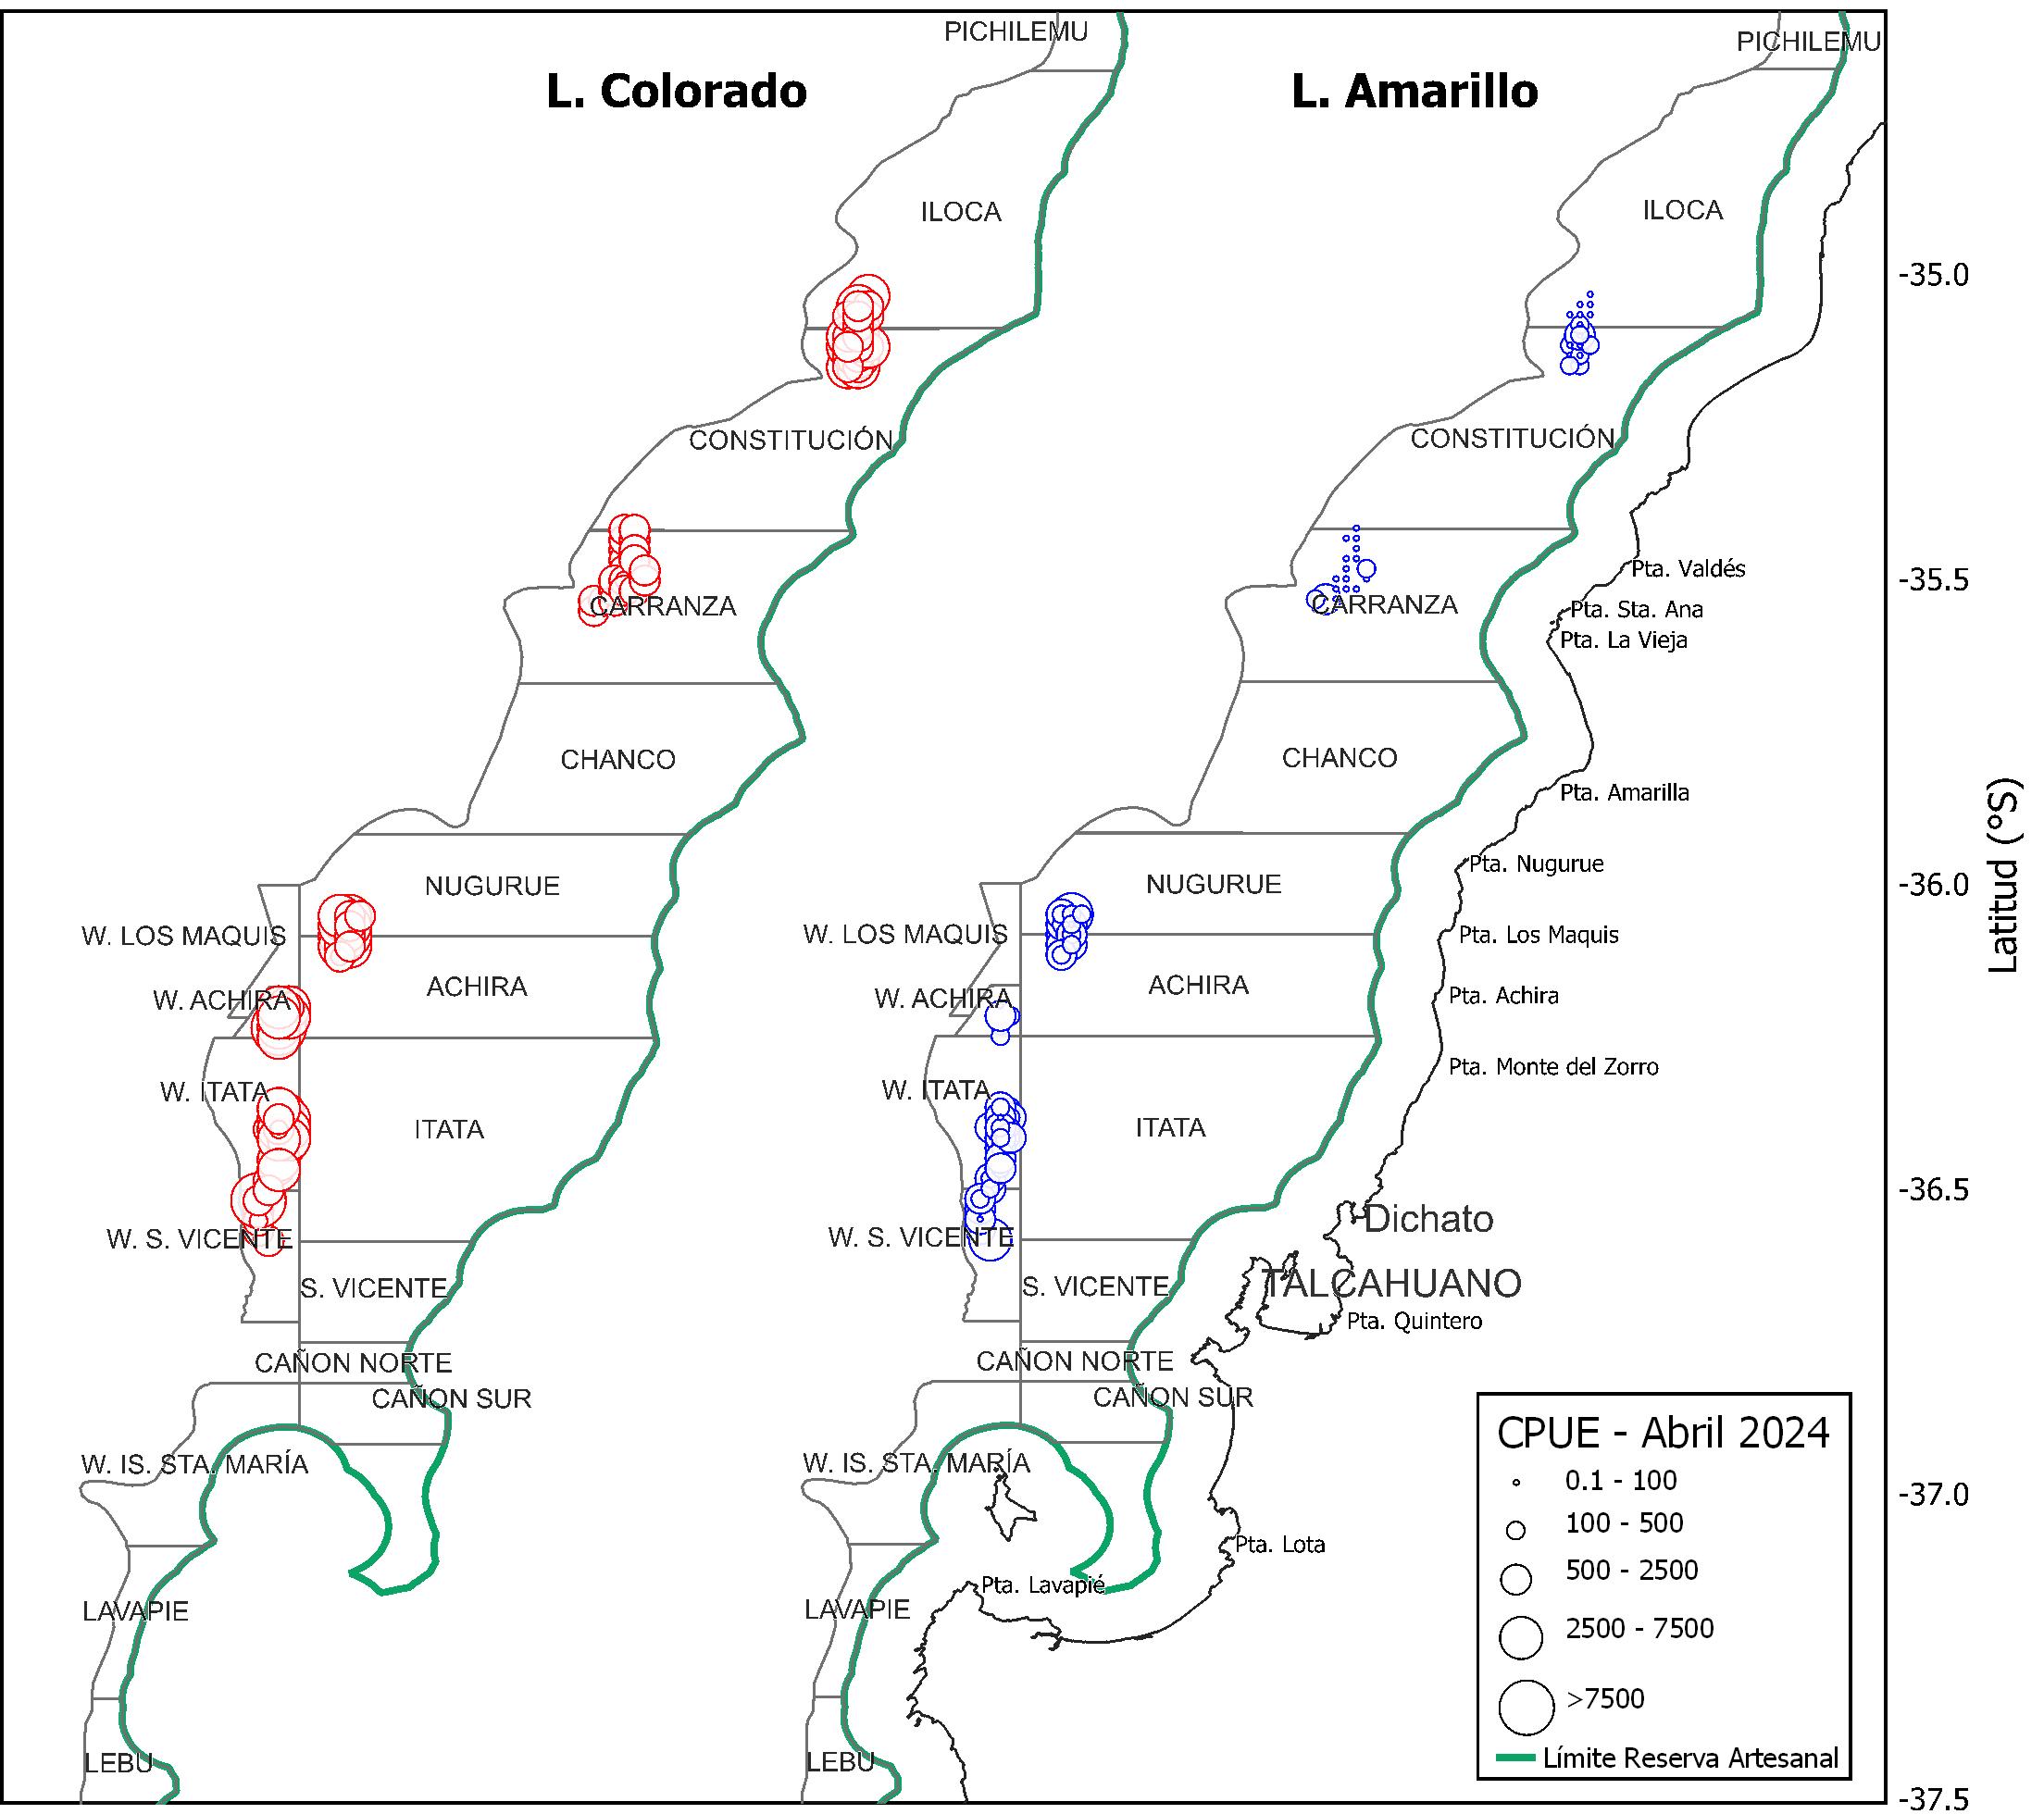 PICHILEMU
PICHILEMU
L. Colorado
L. Amarillo
ILOCA
ILOCA
-35.0
CONSTITUCIÓN
CONSTITUCIÓN
Pta. Valdés
-35.5
CARRANZA
CARRANZA
Pta. Sta. Ana
Pta. La Vieja
CHANCO
CHANCO
Pta. Amarilla
Latitud (°S)
Pta. Nugurue
NUGURUE
NUGURUE
-36.0
W. LOS MAQUIS
W. LOS MAQUIS
Pta. Los Maquis
ACHIRA
ACHIRA
W. ACHIRA
W. ACHIRA
Pta. Achira
Pta. Monte del Zorro
W. ITATA
W. ITATA
ITATA
ITATA
-36.5
Dichato
W. S. VICENTE
W. S. VICENTE
S. VICENTE
S. VICENTE
TALCAHUANO
Pta. Quintero
CAÑON NORTE
CAÑON NORTE
CAÑON SUR
CAÑON SUR
W. IS. STA. MARÍA
W. IS. STA. MARÍA
-37.0
Pta. Lota
Pta. Lavapié
LAVAPIE
LAVAPIE
LEBU
LEBU
-37.5
CPUE - Abril 2024
0.1 - 100
100 - 500
500 - 2500
2500 - 7500
>7500
Límite Reserva Artesanal